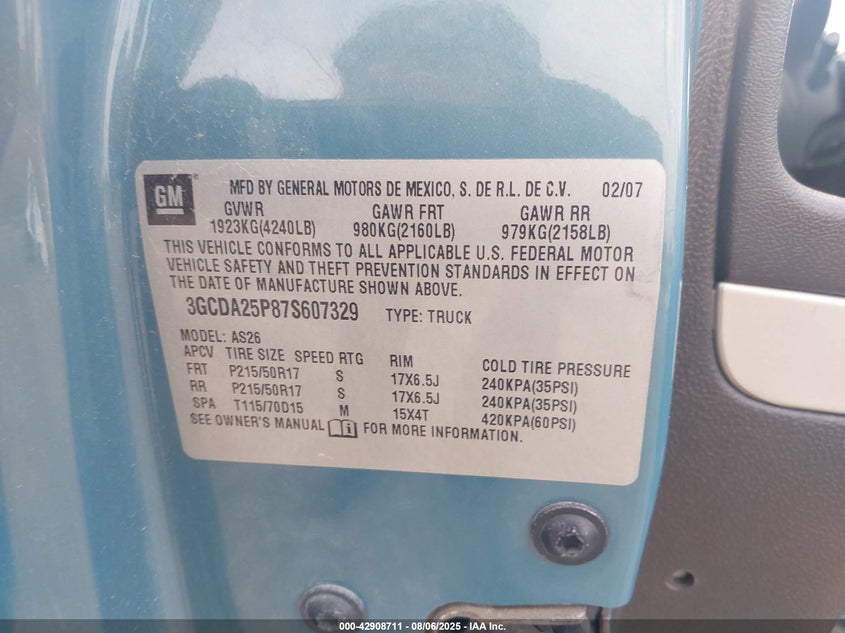 GM
MFD BY GENERAL MOTORS DE MEXICO, S. DE R.L. DE C.V. 02/07
GVWR GAWR FRT GAWR RR
1923KG(4240LB) 980KG(2160LB) 979KG(2158LB)
THIS VEHICLE CONFORMS TO ALL APPLICABLE U.S. FEDERAL MOTOR
VEHICLE SAFETY AND THEFT PREVENTION STANDARDS IN EFFECT ON
THE DATE OF MANUFACTURE SHOWN ABOVE.
3GCDA25P87S607329 TYPE: TRUCK
MODEL: AS26
APCV TIRE SIZE SPEED RTG RIM COLD TIRE PRESSURE
FRT P215/50R17 S 17X6.5J 240KPA(35PSI)
RR P215/50R17 S 17X6.5J 240KPA(35PSI)
SPA T115/70D15 M 15X4T 420KPA(60PSI)
SEE OWNER'S MANUAL FOR MORE INFORMATION.
000-42908711 - 08/06/2025 - IAA Inc.